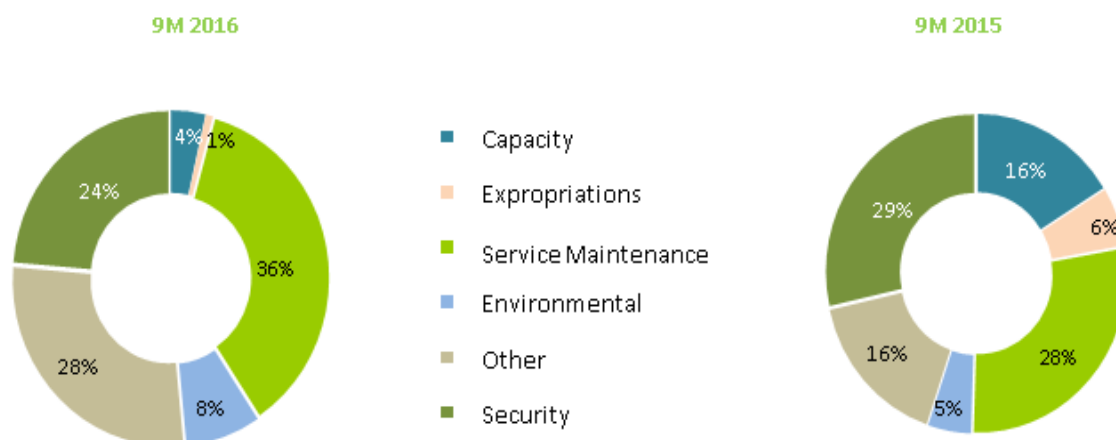 9M 2016
9M 2015
4%
1%
36%
8%
28%
24%
Capacity
Expropriations
Service Maintenance
Environmental
Other
Security
16%
6%
28%
5%
16%
29%